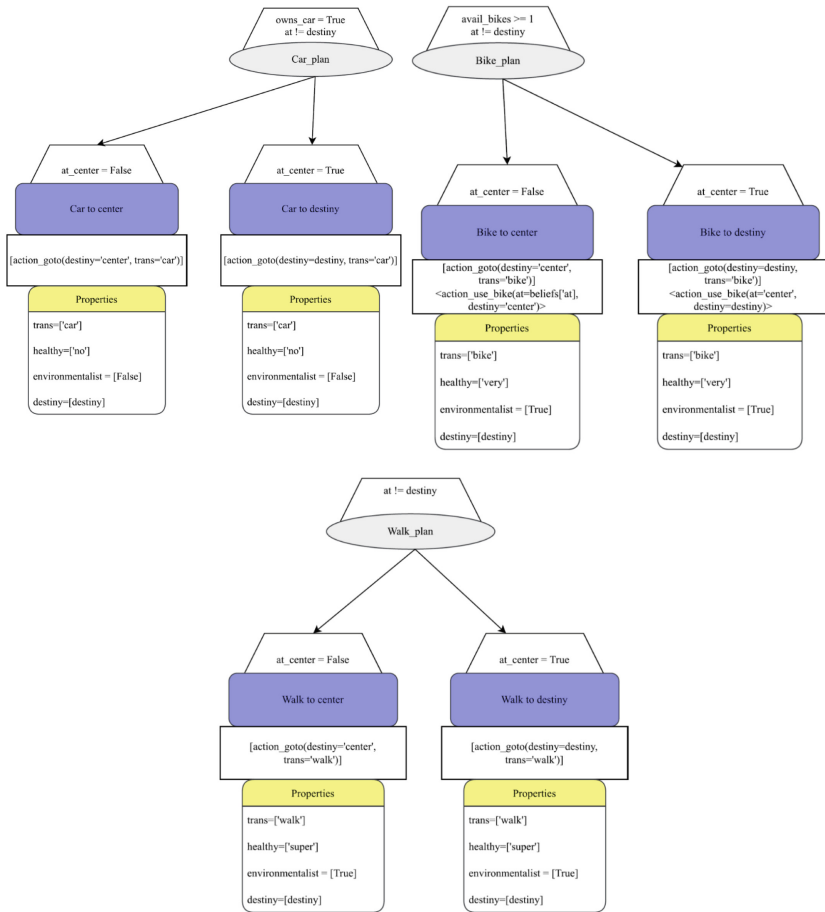 owns_car = True
at != destiny
Car_plan
avail_bikes >= 1
at != destiny
Bike_plan
at_center = False
Car to center
[action_goto(destiny='center', trans='car')]
Properties
trans=['car']
healthy=['no']
environmentalist = [False]
destiny=[destiny]
at_center = True
Car to destiny
[action_goto(destiny=destiny, trans='car')]
Properties
trans=['car']
healthy=['no']
environmentalist = [False]
destiny=[destiny]
at_center = False
Bike to center
[action_goto(destiny='center',
trans='bike')]
<action_use_bike(at=beliefs['at],
destiny='center')>
Properties
trans=['bike']
healthy=['very']
environmentalist = [True]
destiny=[destiny]
at_center = True
Bike to destiny
[action_goto(destiny=destiny,
trans='bike')]
<action_use_bike(at='center',
destiny=destiny)>
Properties
trans=['bike']
healthy=['very']
environmentalist = [True]
destiny=[destiny]
at != destiny
Walk_plan
at_center = False
Walk to center
[action_goto(destiny='center',
trans='walk')]
Properties
trans=['walk']
healthy=['super']
environmentalist = [True]
destiny=[destiny]
at_center = True
Walk to destiny
[action_goto(destiny=destiny,
trans='walk')]
Properties
trans=['walk']
healthy=['super']
environmentalist = [True]
destiny=[destiny]